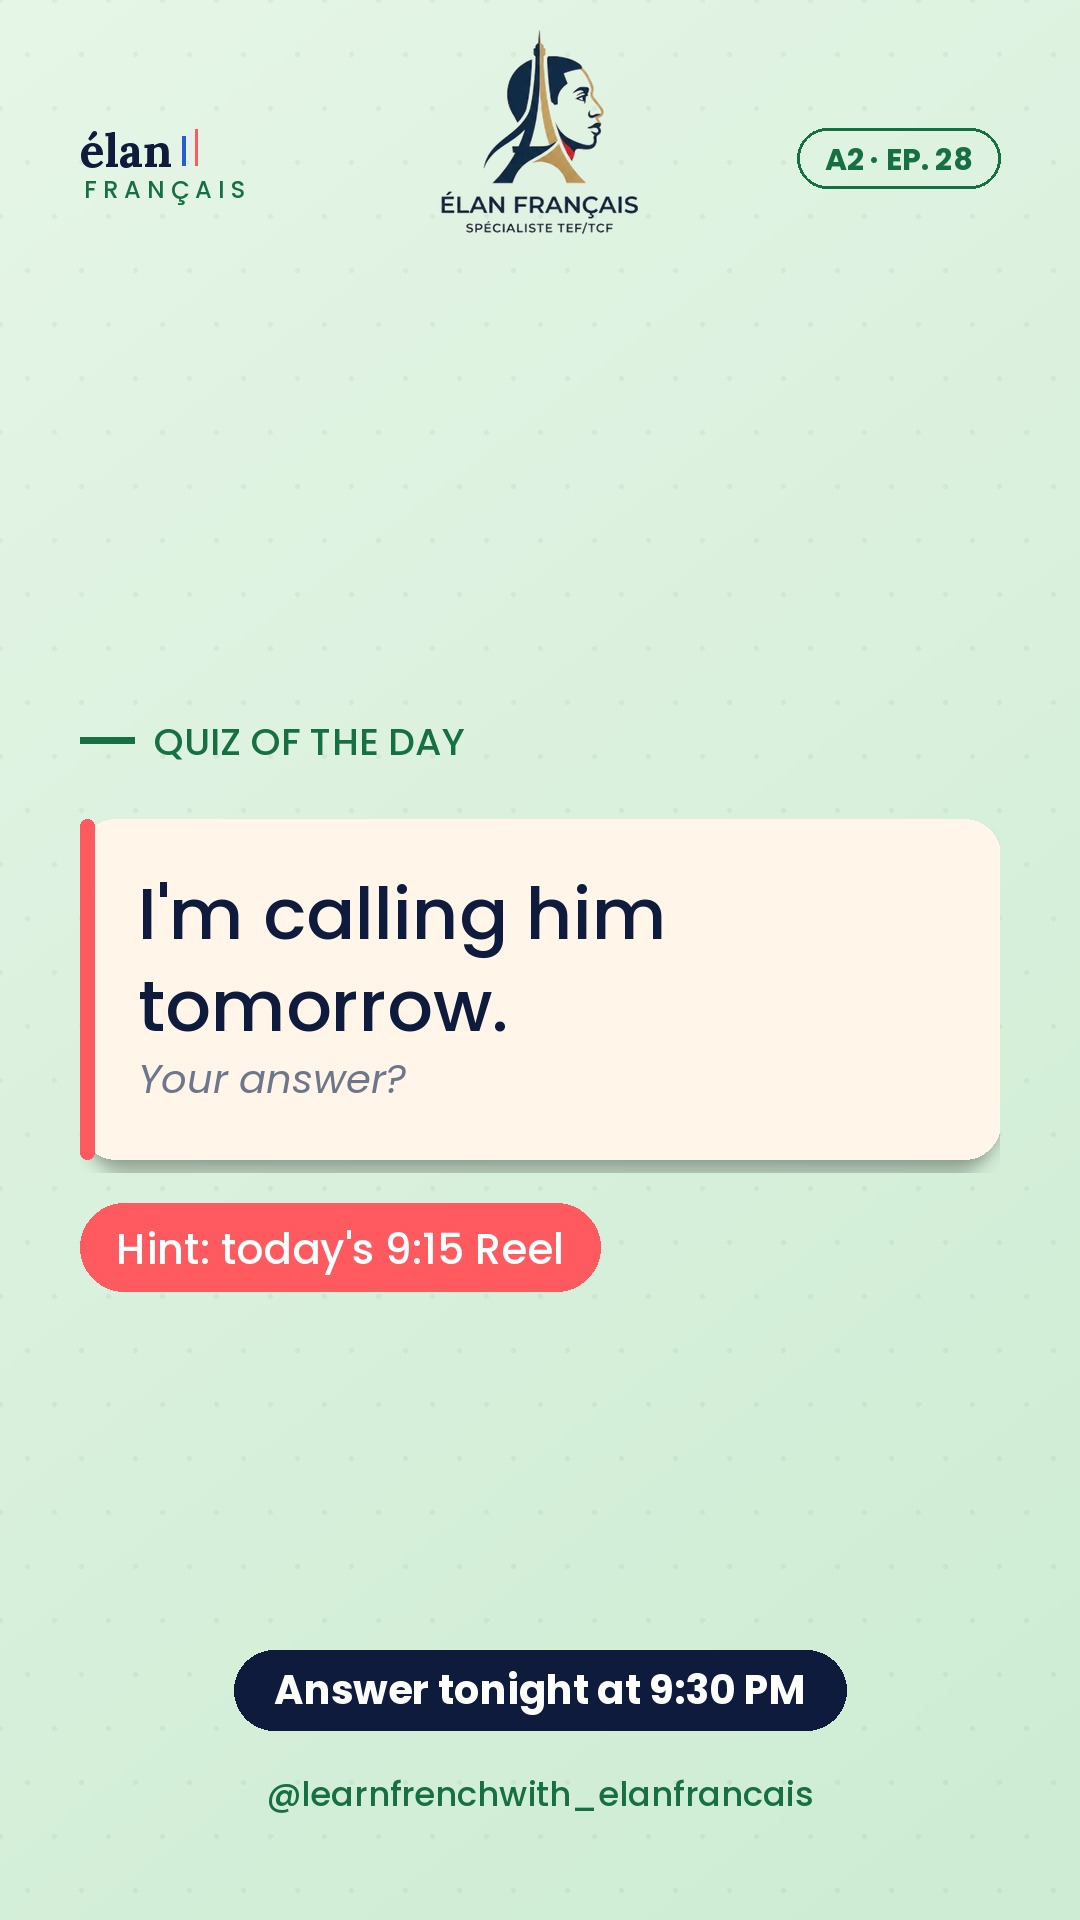 élan
FRANÇAIS
ÉLAN FRANÇAIS
SPÉCIALISTE TEF/TCF
A2 · EP. 28
QUIZ OF THE DAY
I'm calling him
tomorrow.
Your answer?
Hint: today's 9:15 Reel
Answer tonight at 9:30 PM
@learnfrenchwith_elanfrancais